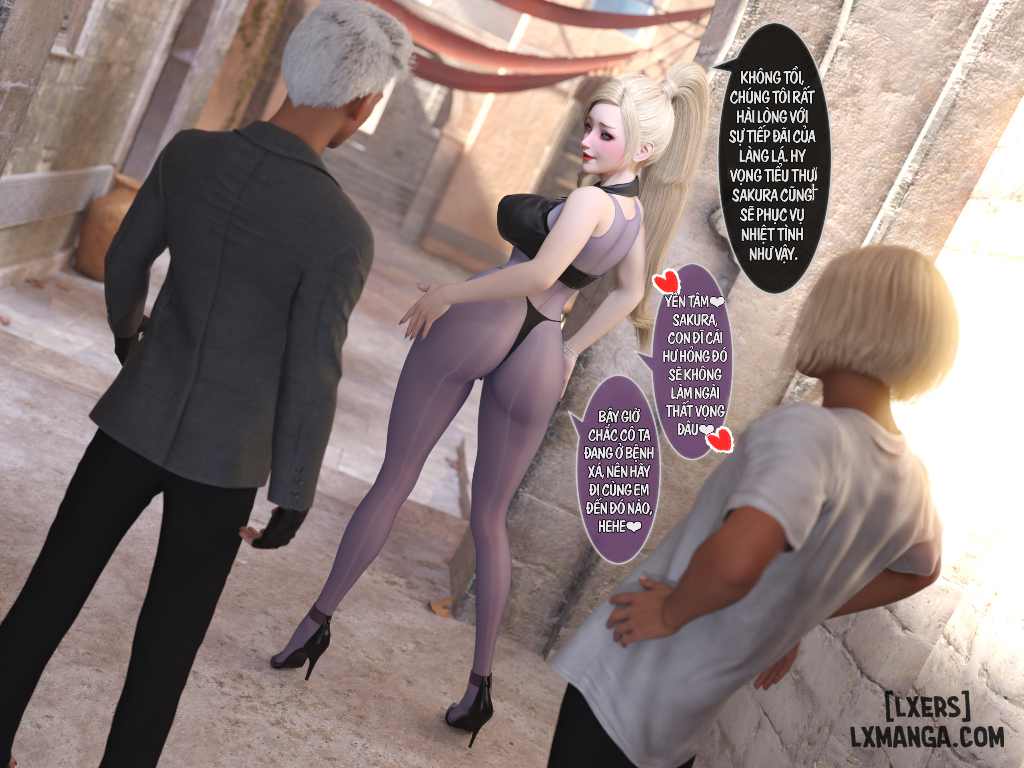 KHÔNG TỒI,
CHÚNG TÔI RẤT
HÀI LÒNG VỚI
SỰ TIẾP ĐÃI CỦA
LÀNG LÁ. HY
VỌNG TIỂU THƯ
SAKURA CŨNG
SẼ PHỤC VỤ
NHIỆT TÌNH
NHƯ VẬY.
YÊN TÂM❤
SAKURA,
CON ĐĨ CÁI
HƯ HỎNG ĐÓ
SẼ KHÔNG
LÀM NGÀI
THẤT VỌNG
ĐÂU❤
BÂY GIỜ
CHẮC CÔ TA
ĐANG Ở BỆNH
XÁ, NÊN HÃY
ĐI CÙNG EM
ĐẾN ĐÓ NÀO,
HEHE❤
[LXERS]
LXMANGA.COM